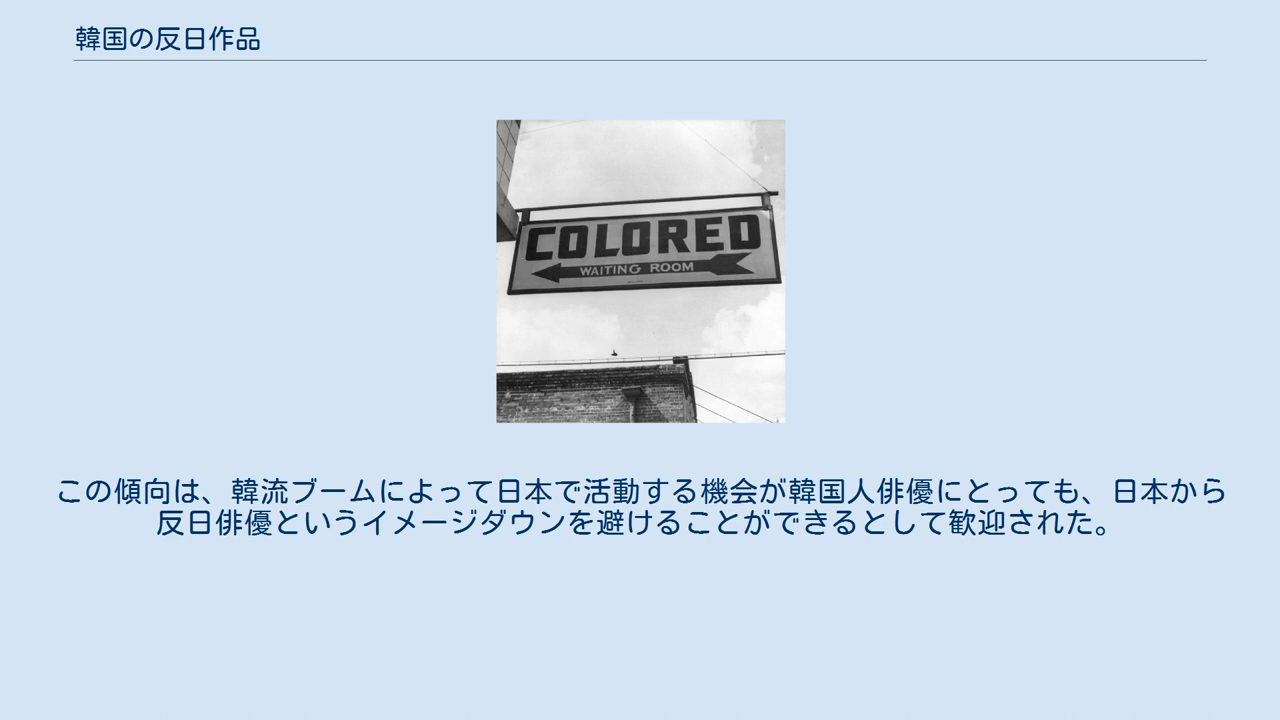 韓国の反日作品
COLORED
WAITING ROOM
この傾向は、韓流ブームによって日本で活動する機会が韓国人俳優にとっても、日本から
反日俳優というイメージダウンを避けることができるとして歓迎された。